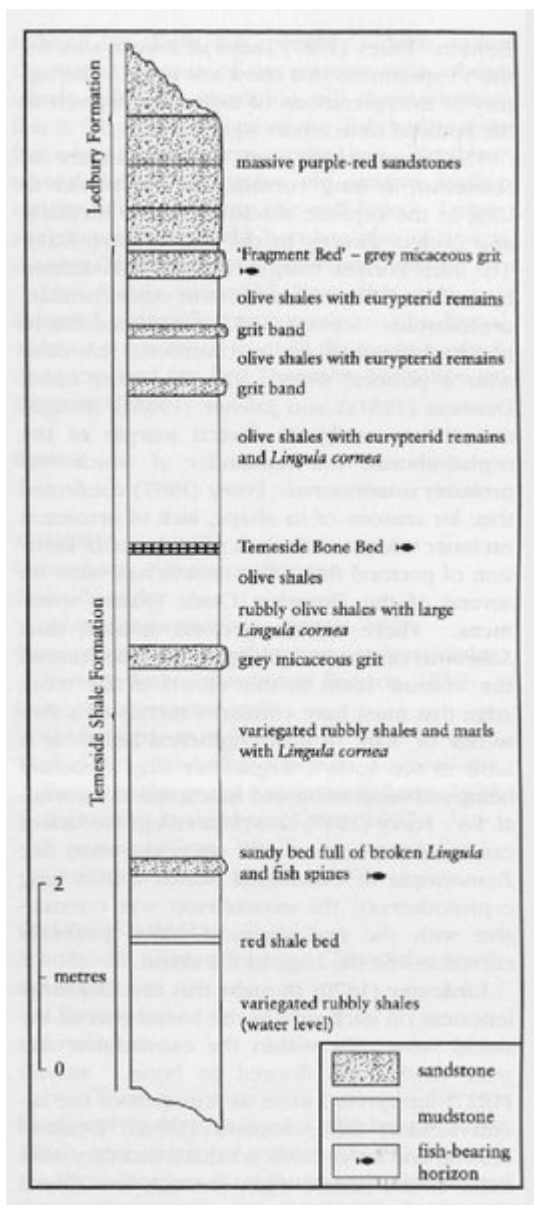 Ledbury Formation
massive purple-red sandstones
'Fragment Bed' – grey micaceous grit
olive shales with eurypterid remains
grit band
olive shales with eurypterid remains
grit band
olive shales with eurypterid remains
and Lingula cornea
Temeside Shale Formation
Temeside Bone Bed
olive shales
rubbly olive shales with large
Lingula cornea
grey micaceous grit
variegated rubbly shales and marls
with Lingula cornea
sandy bed full of broken Lingula
and fish spines
2
red shale bed
metres
variegated rubbly shales
(water level)
0
sandstone
mudstone
fish-bearing
horizon